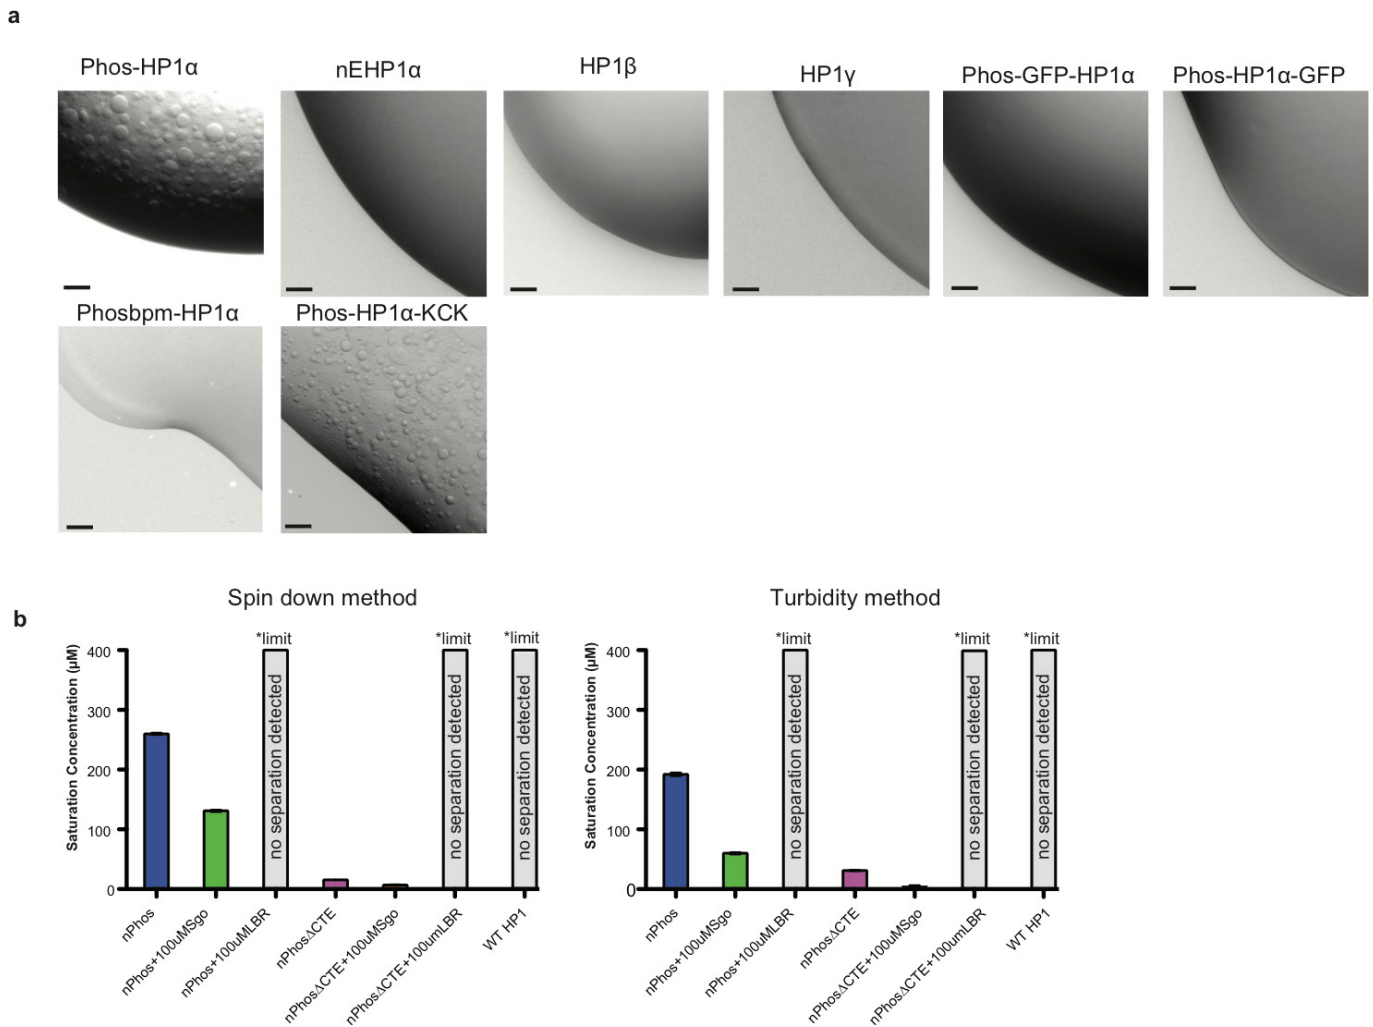 a
Phos-HP1α
nEHP1α
HP1β
HP1γ
Phos-GFP-HP1α
Phos-HP1α-GFP
Phosbpm-HP1α
Phos-HP1α-KCK
b
Spin down method
Saturation Concentration (µM)
400
300
200
100
0
*limit
*limit
*limit
no separation detected
no separation detected
no separation detected
nPhos
nPhos+100uMSgo
nPhos+100uMLBR
nPhosΔCTE
nPhosΔCTE+100uMSgo
nPhosΔCTE+100umLBR
WT HP1
Turbidity method
Saturation Concentration (µM)
400
300
200
100
0
*limit
*limit
*limit
no separation detected
no separation detected
no separation detected
nPhos
nPhos+100uMSgo
nPhos+100uMLBR
nPhosΔCTE
nPhosΔCTE+100uMSgo
nPhosΔCTE+100umLBR
WT HP1